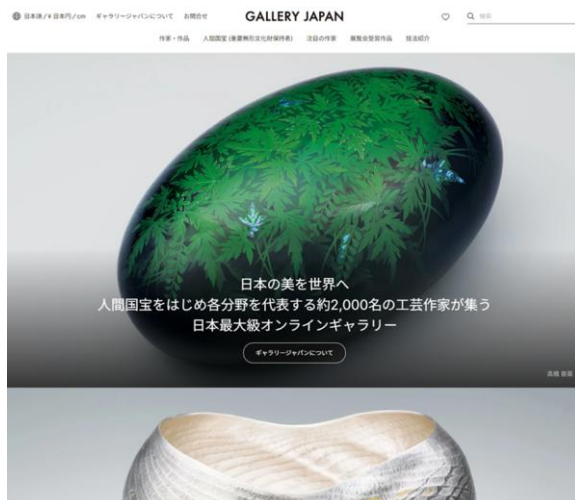 日本語/¥ 日本円/cm
ギャラリージャパンについて
お問合せ
GALLERY JAPAN
検索
作家・作品
人間国宝 (重要無形文化財保持者)
注目の作家
展覧会受賞作品
技法紹介
日本の美を世界へ
人間国宝をはじめ各分野を代表する約2,000名の工芸作家が集う
日本最大級オンラインギャラリー
ギャラリージャパンについて